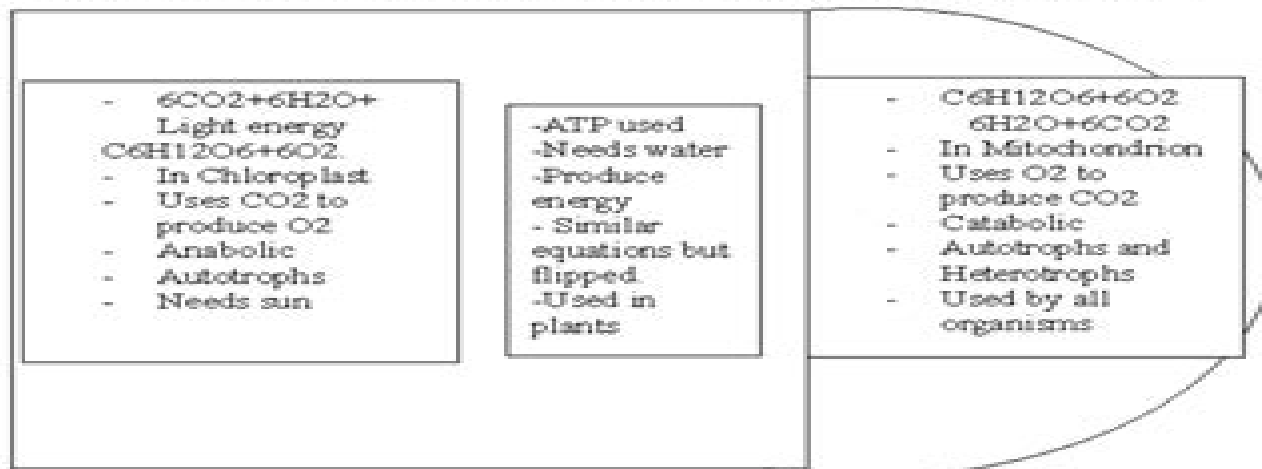 - 6CO2+6H2O+
Light energy
C6H12O6+6O2.
- In Chloroplast
- Uses CO2 to
produce O2
- Anabolic
- Autotrophs
- Needs sun
-ATP used
-Needs water
-Produce
energy
- Similar
equations but
flipped.
-Used in
plants
- C6H12O6+6O2
6H2O+6CO2
- In Mitochondrion
- Uses O2 to
produce CO2
- Catabolic
- Autotrophs and
Heterotrophs
- Used by all
organisms